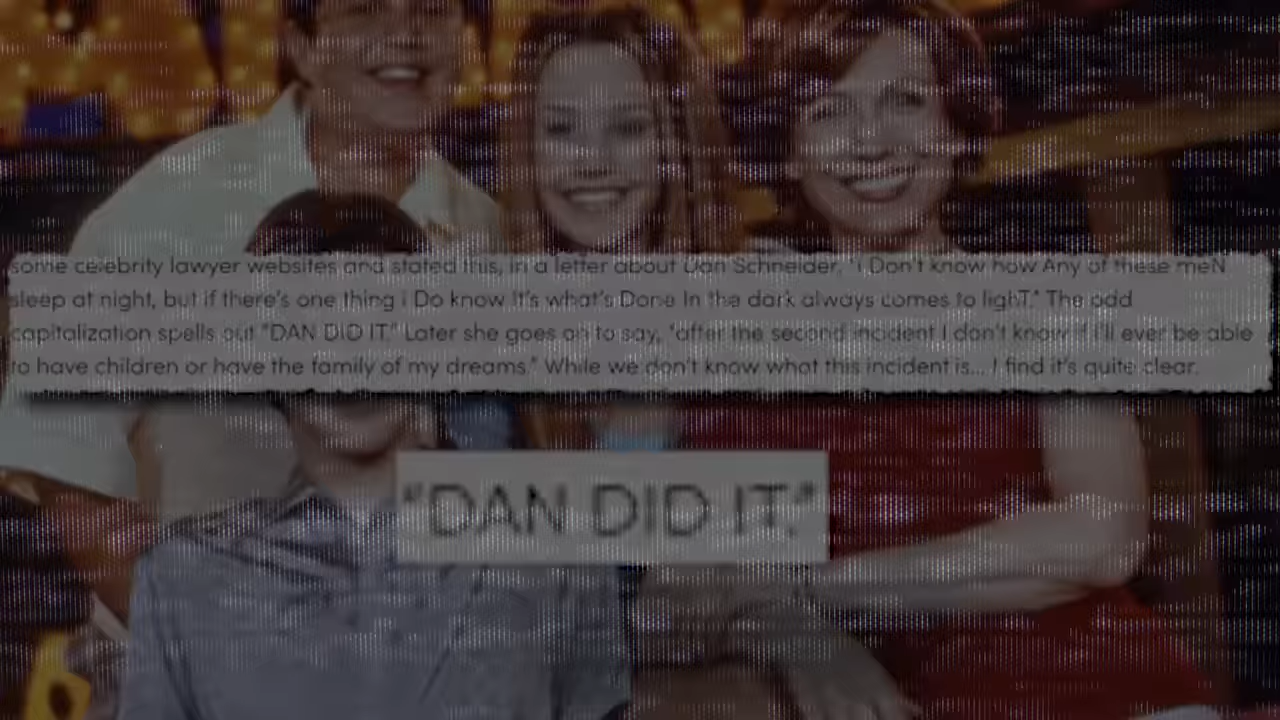 some celebrity lawyer websites and stated this, in a letter about Dan Schneider, "I Don't know how Any of these meN
sleep at night, but if there's one thing i Do know It's what's Done In the dark always comes to lighT." The odd
capitalization spells out "DAN DID IT." Later she goes on to say, "after the second incident I don't know if I'll ever be able
to have children or have the family of my dreams." While we don't know what this incident is... I find it's quite clear.
"DAN DID IT."